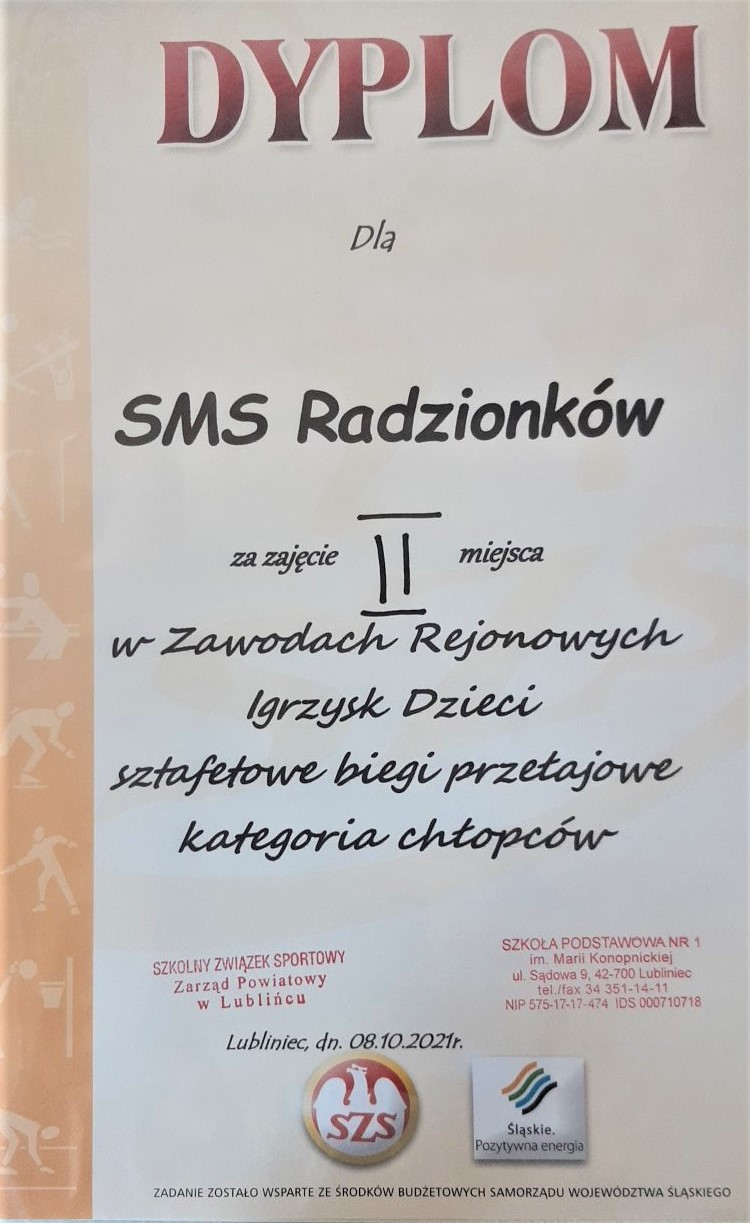 DYPLOM
Dla
SMS Radzionków
za zajęcie II miejsca
w Zawodach Rejonowych
Igrzysk Dzieci
sztafetowe biegi przełajowe
kategoria chłopców
SZKOLNY ZWIĄZEK SPORTOWY
Zarząd Powiatowy
w Lublińcu
SZKOŁA PODSTAWOWA NR 1
im. Marii Konopnickiej
ul. Sądowa 9, 42-700 Lubliniec
tel./fax 34 351-14-11
NIP 575-17-17-474 IDS 000710718
Lubliniec, dn. 08.10.2021r.
SZS
Śląskie.
Pozytywna energia
ZADANIE ZOSTAŁO WSPARTE ZE ŚRODKÓW BUDŻETOWYCH SAMORZĄDU WOJEWÓDZTWA ŚLĄSKIEGO